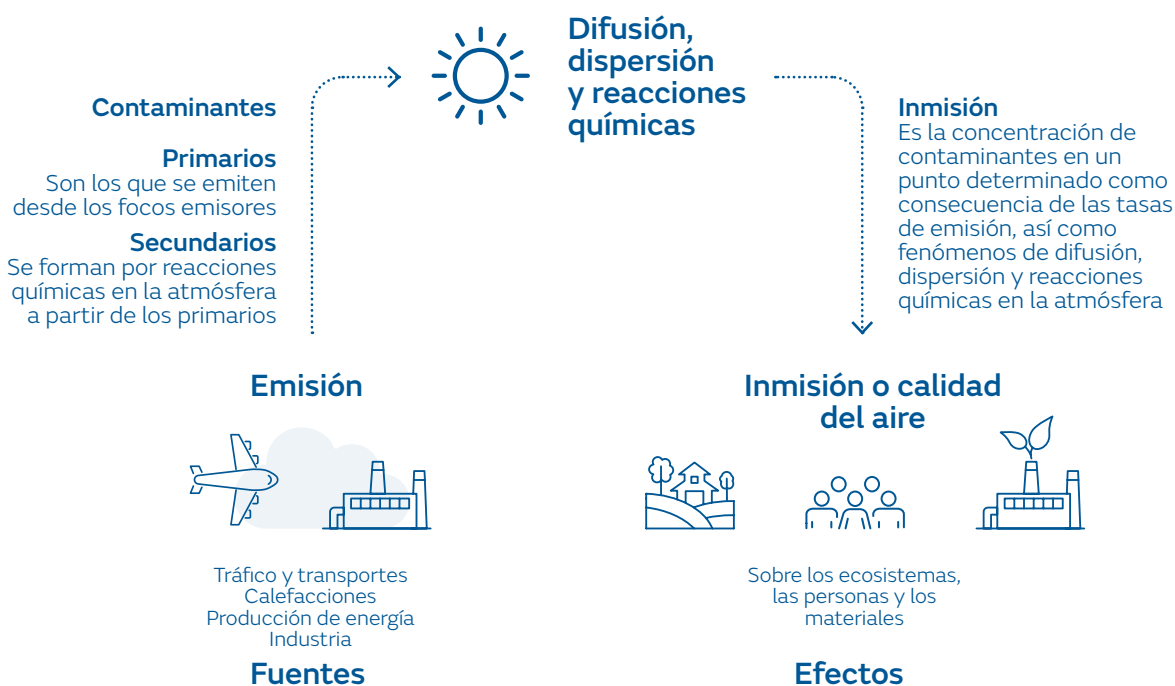 Difusión,
dispersión
y reacciones
químicas
Contaminantes
Primarios
Son los que se emiten
desde los focos emisores
Secundarios
Se forman por reacciones
químicas en la atmósfera
a partir de los primarios
Inmisión
Es la concentración de
contaminantes en un
punto determinado como
consecuencia de las tasas
de emisión, así como
fenómenos de difusión,
dispersión y reacciones
químicas en la atmósfera
Emisión
Tráfico y transportes
Calefacciones
Producción de energía
Industria
Fuentes
Inmisión o calidad
del aire
Sobre los ecosistemas,
las personas y los
materiales
Efectos